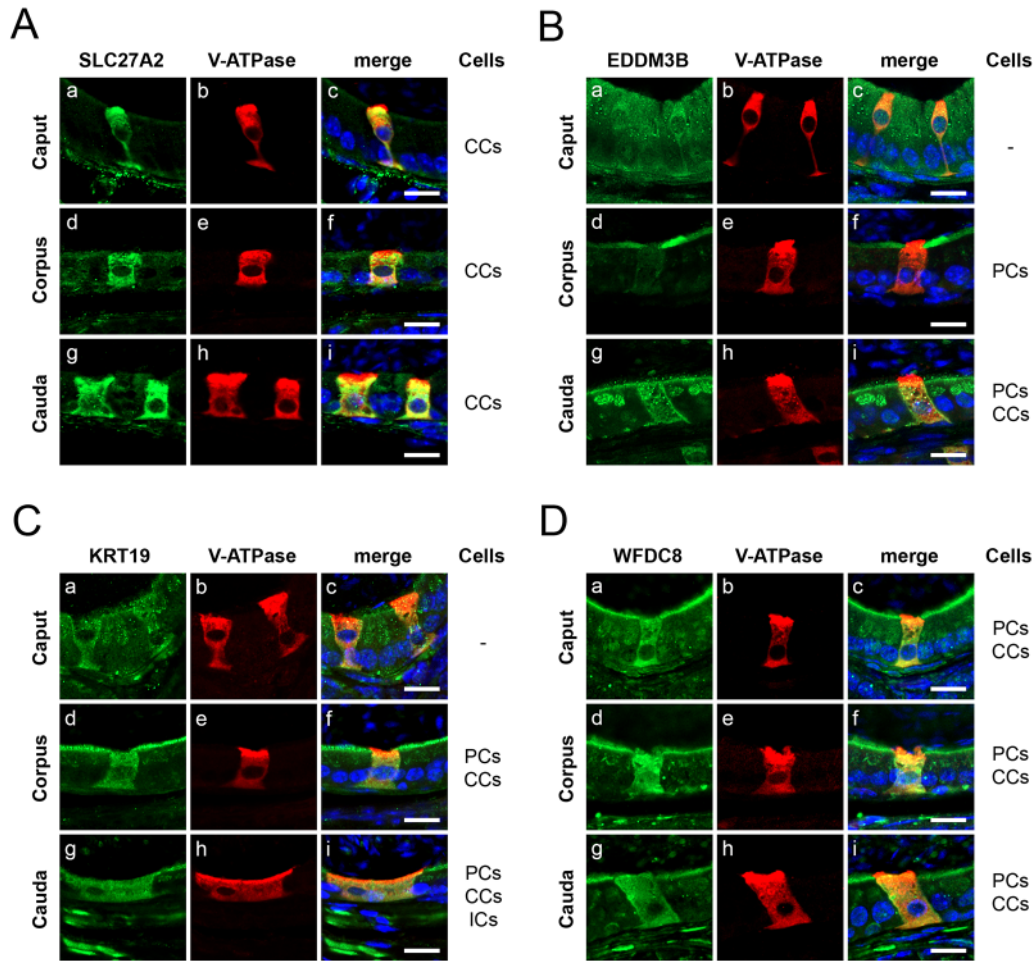 A
SLC27A2 V-ATPase merge Cells
Caput a b c CCs
Corpus d e f CCs
Cauda g h i CCs
B
EDDM3B V-ATPase merge Cells
Caput a b c -
Corpus d e f PCs
Cauda g h i PCs
CCs
C
KRT19 V-ATPase merge Cells
Caput a b c -
Corpus d e f PCs
CCs
Cauda g h i PCs
CCs
ICs
D
WFDC8 V-ATPase merge Cells
Caput a b c PCs
CCs
Corpus d e f PCs
CCs
Cauda g h i PCs
CCs